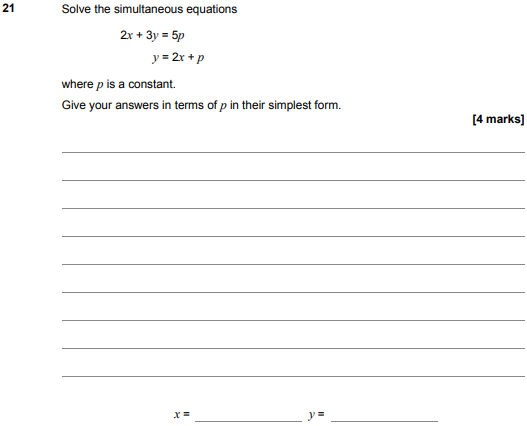 21 Solve the simultaneous equations
2x + 3y = 5p
y = 2x + p
where p is a constant.
Give your answers in terms of p in their simplest form.
[4 marks]
x = y =